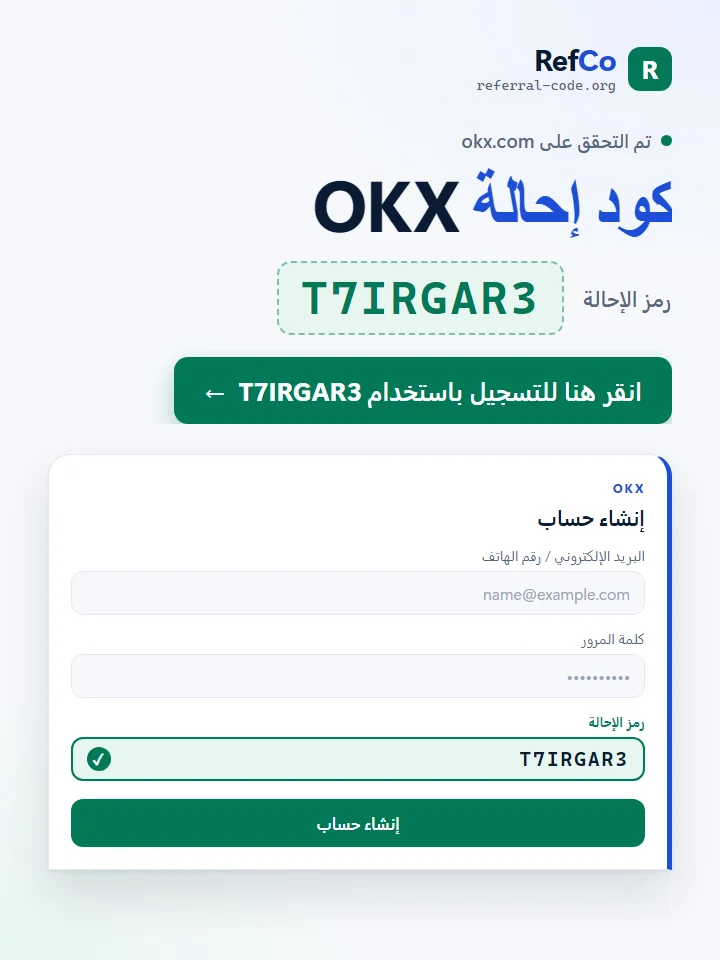 RefCo
R
referral-code.org
تم التحقق على okx.com
كود إحالة OKX
رمز الإحالة
T7IRGAR3
انقر هنا للتسجيل باستخدام T7IRGAR3 ←
OKX
إنشاء حساب
البريد الإلكتروني / رقم الهاتف
name@example.com
كلمة المرور
••••••••••
رمز الإحالة
T7IRGAR3
إنشاء حساب